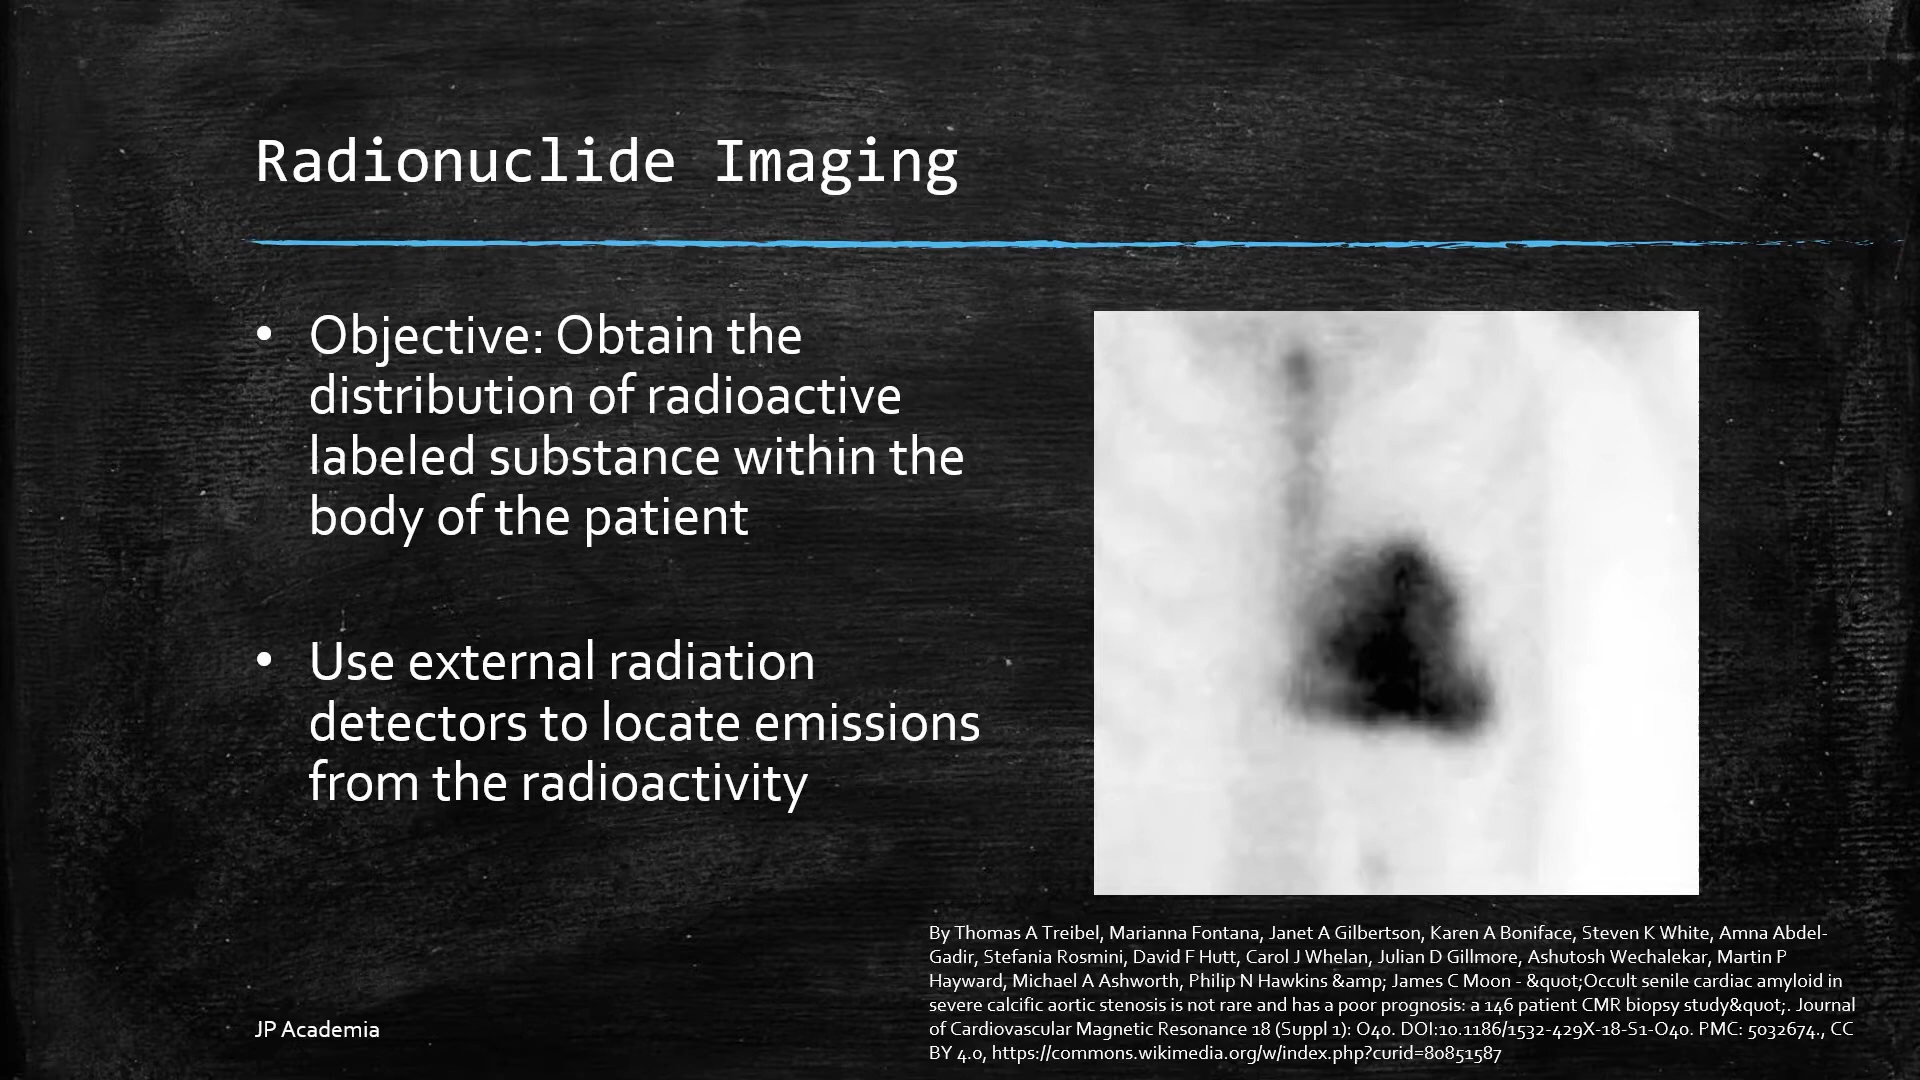 Radionuclide Imaging
• Objective: Obtain the
distribution of radioactive
labeled substance within the
body of the patient
• Use external radiation
detectors to locate emissions
from the radioactivity
By Thomas A Treibel, Marianna Fontana, Janet A Gilbertson, Karen A Boniface, Steven K White, Amna Abdel-
Gadir, Stefania Rosmini, David F Hutt, Carol J Whelan, Julian D Gillmore, Ashutosh Wechalekar, Martin P
Hayward, Michael A Ashworth, Philip N Hawkins &amp; James C Moon - &quot;Occult senile cardiac amyloid in
severe calcific aortic stenosis is not rare and has a poor prognosis: a 146 patient CMR biopsy study&quot;. Journal
of Cardiovascular Magnetic Resonance 18 (Suppl 1): O40. DOI:10.1186/1532-429X-18-S1-O40. PMC: 5032674., CC
BY 4.0, https://commons.wikimedia.org/w/index.php?curid=80851587
JP Academia